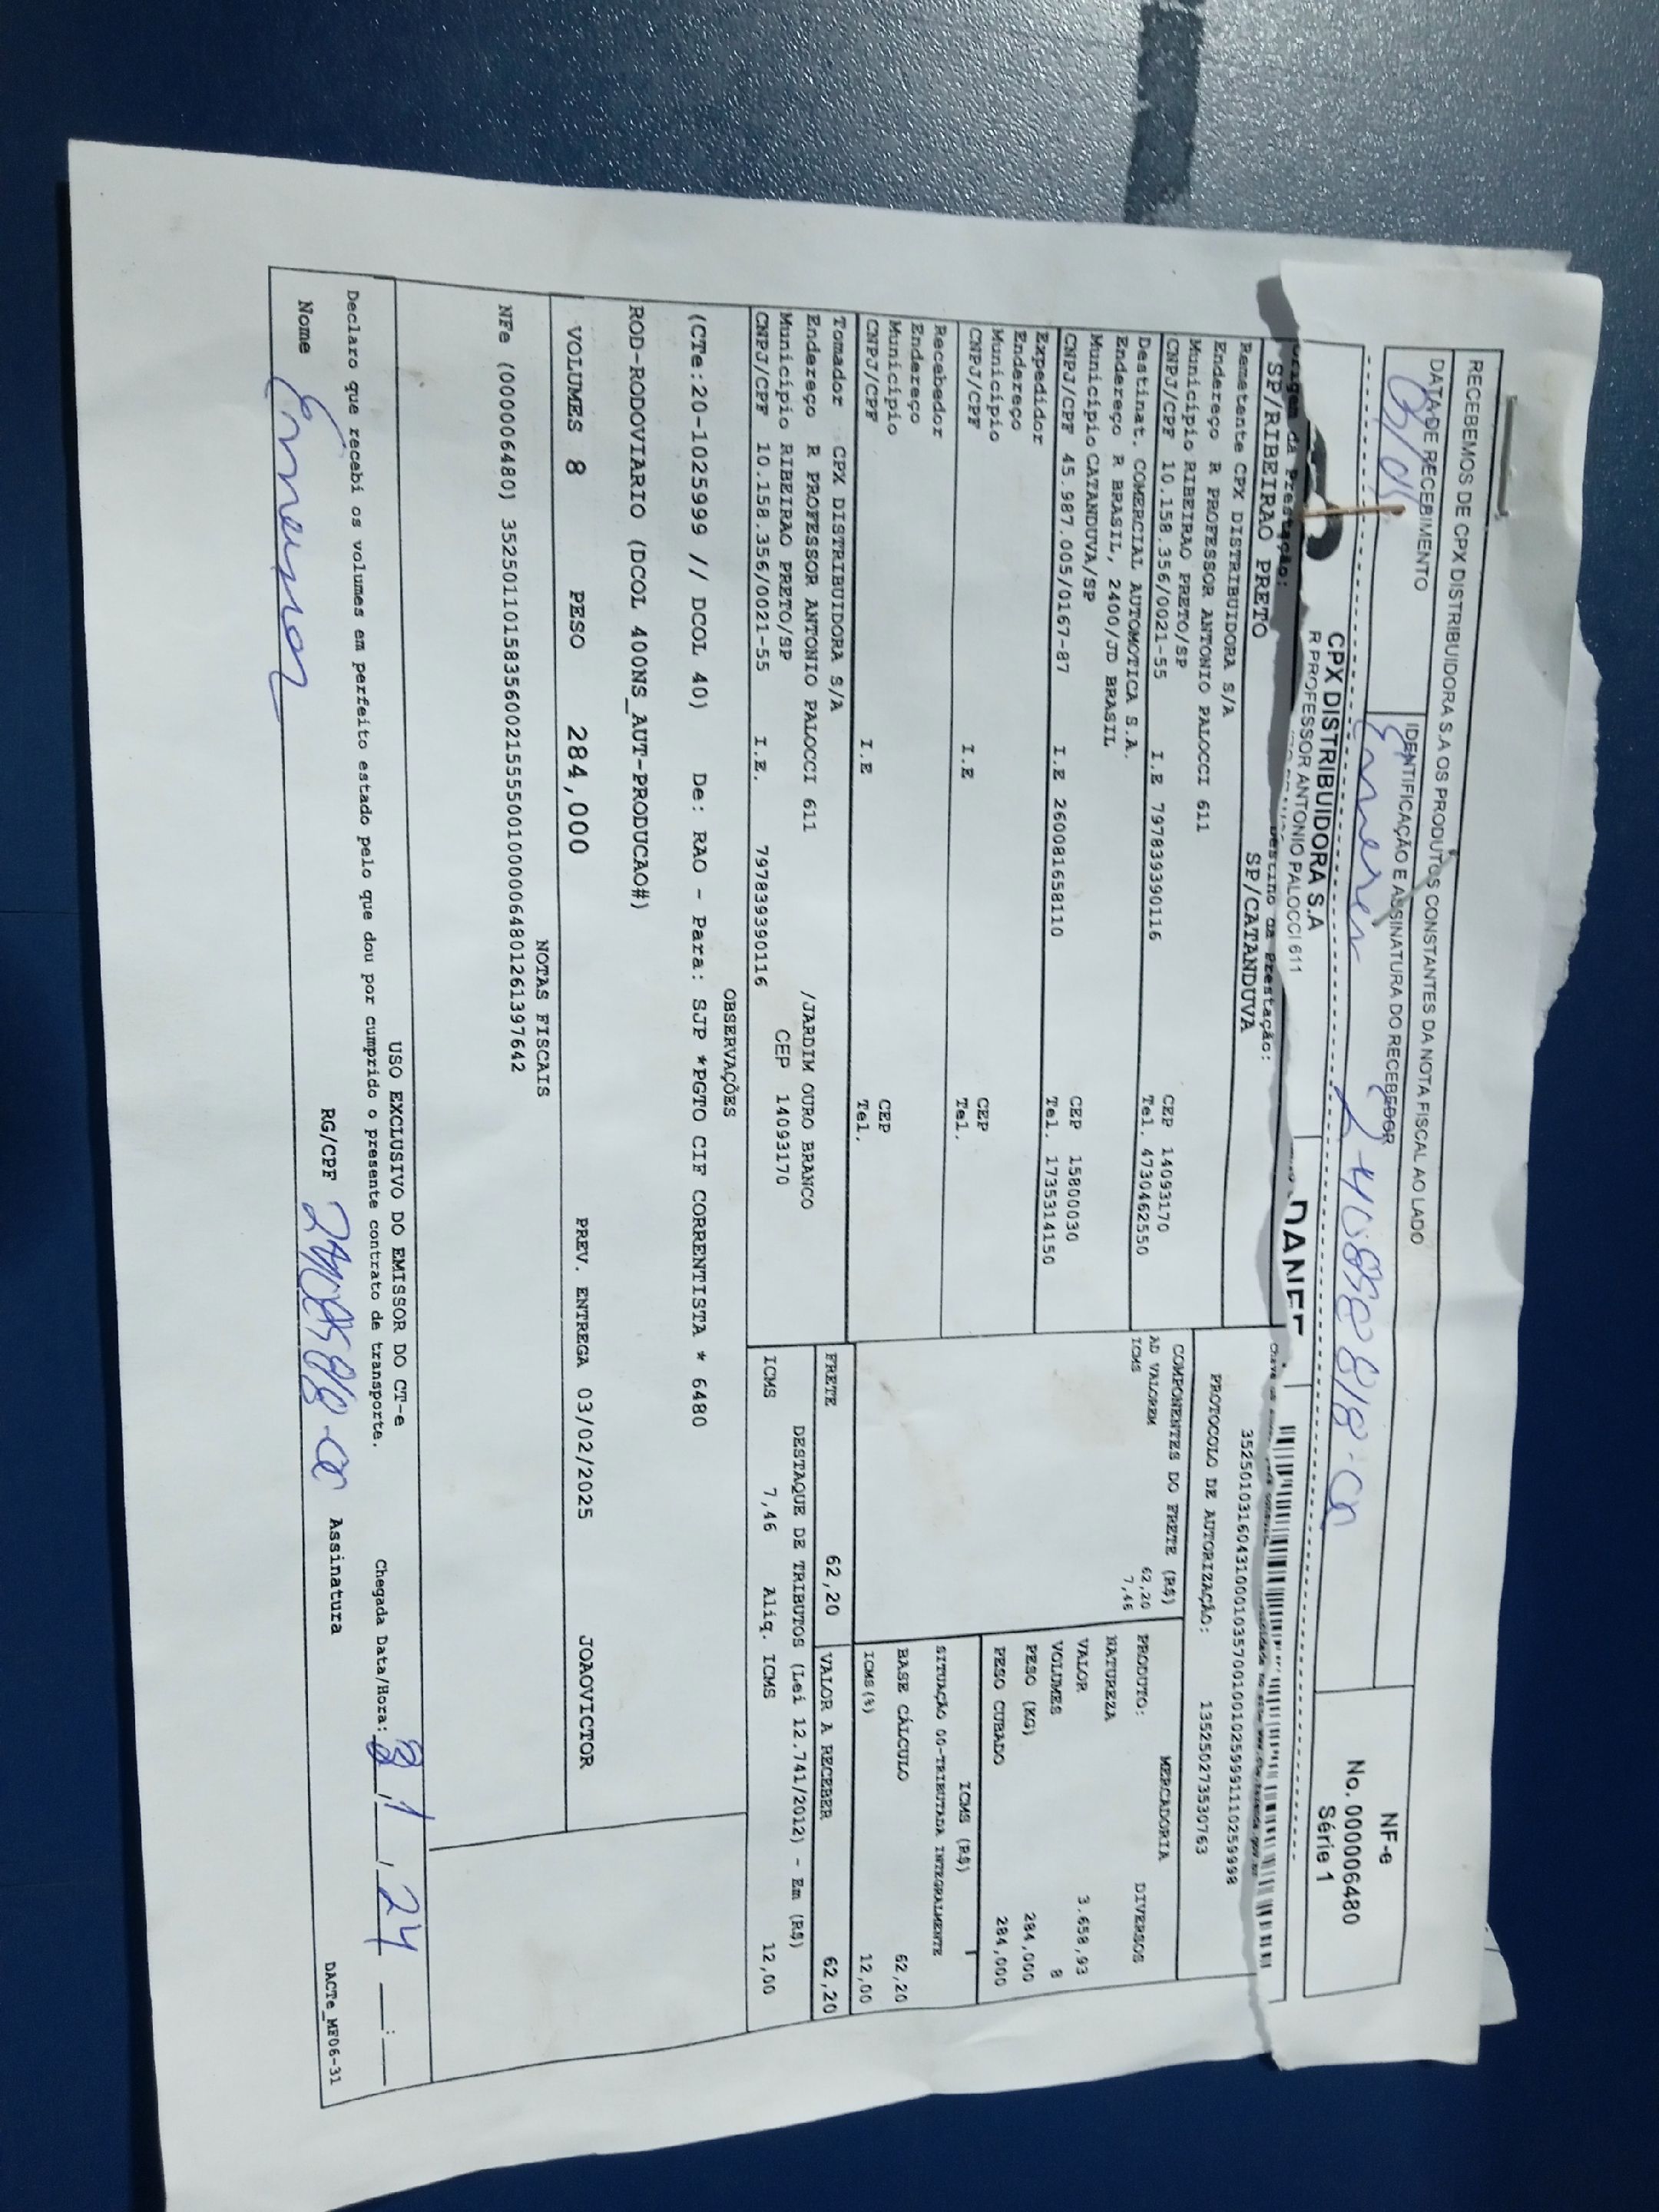 RECEBEMOS DE CPX DISTRIBUIDORA S.A OS PRODUTOS CONSTANTES DA NOTA FISCAL AO LADO
DATA DE RECEBIMENTO
IDENTIFICAÇÃO E ASSINATURA DO RECEBEDOR
NF-e
No. 000006480
Série 1
CPX DISTRIBUIDORA S.A
R PROFESSOR ANTONIO PALOCCI 611
DANFE
Origem da Prestação:
Destino da Prestação:
SP/RIBEIRAO PRETO
SP/CATANDUVA
35250103160431000103570010010259991110259998
PROTOCOLO DE AUTORIZAÇÃO: 135250273530763
Remetente CPX DISTRIBUIDORA S/A
Endereço R PROFESSOR ANTONIO PALOCCI 611
Município RIBEIRAO PRETO/SP CEP 14093170
CNPJ/CPF 10.158.356/0021-55 I.E 797839390116 Tel. 4730462550
Destinat. COMERCIAL AUTOMOTICA S.A.
Endereço R BRASIL, 2400/JD BRASIL
Município CATANDUVA/SP CEP 15800030
CNPJ/CPF 45.987.005/0167-87 I.E 260081658110 Tel. 1735314150
Expedidor
Endereço
Município CEP
CNPJ/CPF I.E Tel.
Recebedor
Endereço
Município CEP
CNPJ/CPF I.E Tel.
Tomador CPX DISTRIBUIDORA S/A
Endereço R PROFESSOR ANTONIO PALOCCI 611 /JARDIM OURO BRANCO
Município RIBEIRAO PRETO/SP CEP 14093170
CNPJ/CPF 10.158.356/0021-55 I.E. 797839390116
COMPONENTES DO FRETE (R$)
AD VALOREM 62,20
ICMS 7,46
MERCADORIA
PRODUTO: DIVERSOS
NATUREZA
VALOR 3.658,93
VOLUMES 8
PESO (KG) 284,000
PESO CUBADO 284,000
ICMS (R$)
SITUAÇÃO 00-TRIBUTADA INTEGRALMENTE
BASE CÁLCULO 62,20
ICMS(%) 12,00
FRETE 62,20 VALOR A RECEBER 62,20
DESTAQUE DE TRIBUTOS (Lei 12.741/2012) - Em (R$)
ICMS 7,46 Aliq. ICMS 12,00
OBSERVAÇÕES
(CTe:20-1025999 // DCOL 40) De: RAO - Para: SJP *PGTO CIF CORRENTISTA * 6480
ROD-RODOVIARIO (DCOL 400NS_AUT-PRODUCAO#)
VOLUMES 8 PESO 284,000 PREV. ENTREGA 03/02/2025 JOAOVICTOR
NOTAS FISCAIS
NFe (000006480) 35250110158356002155550010000064801261397642
USO EXCLUSIVO DO EMISSOR DO CT-e
Declaro que recebi os volumes em perfeito estado pelo que dou por cumprido o presente contrato de transporte.
Chegada Data/Hora:
Nome RG/CPF Assinatura
DACTe_MF06-31